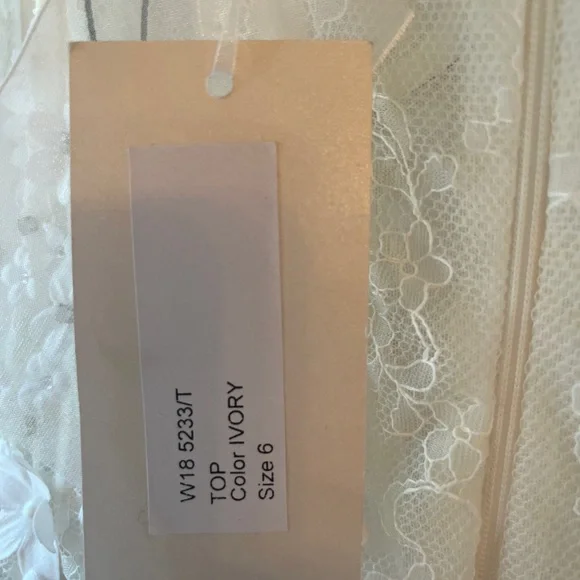 W18 5233/T
TOP
Color IVORY
Size 6